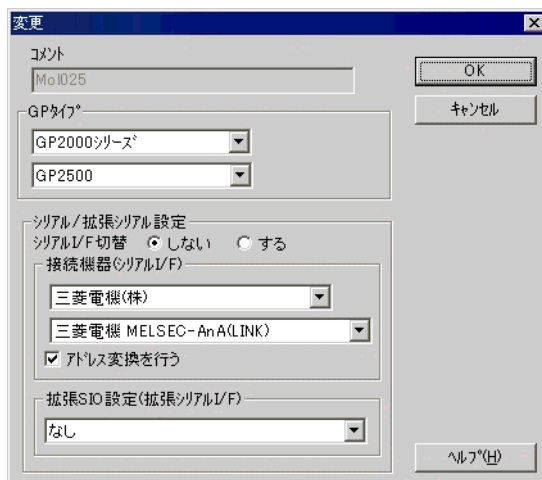 変更
コメント
Mol025
OK
キャンセル
GPタイプ
GP2000シリーズ
GP2500
シリアル/拡張シリアル設定
シリアルI/F切替 しない する
接続機器(シリアルI/F)
三菱電機(株)
三菱電機 MELSEC-AnA(LINK)
アドレス変換を行う
拡張SIO設定(拡張シリアルI/F)
なし
ヘルプ(H)